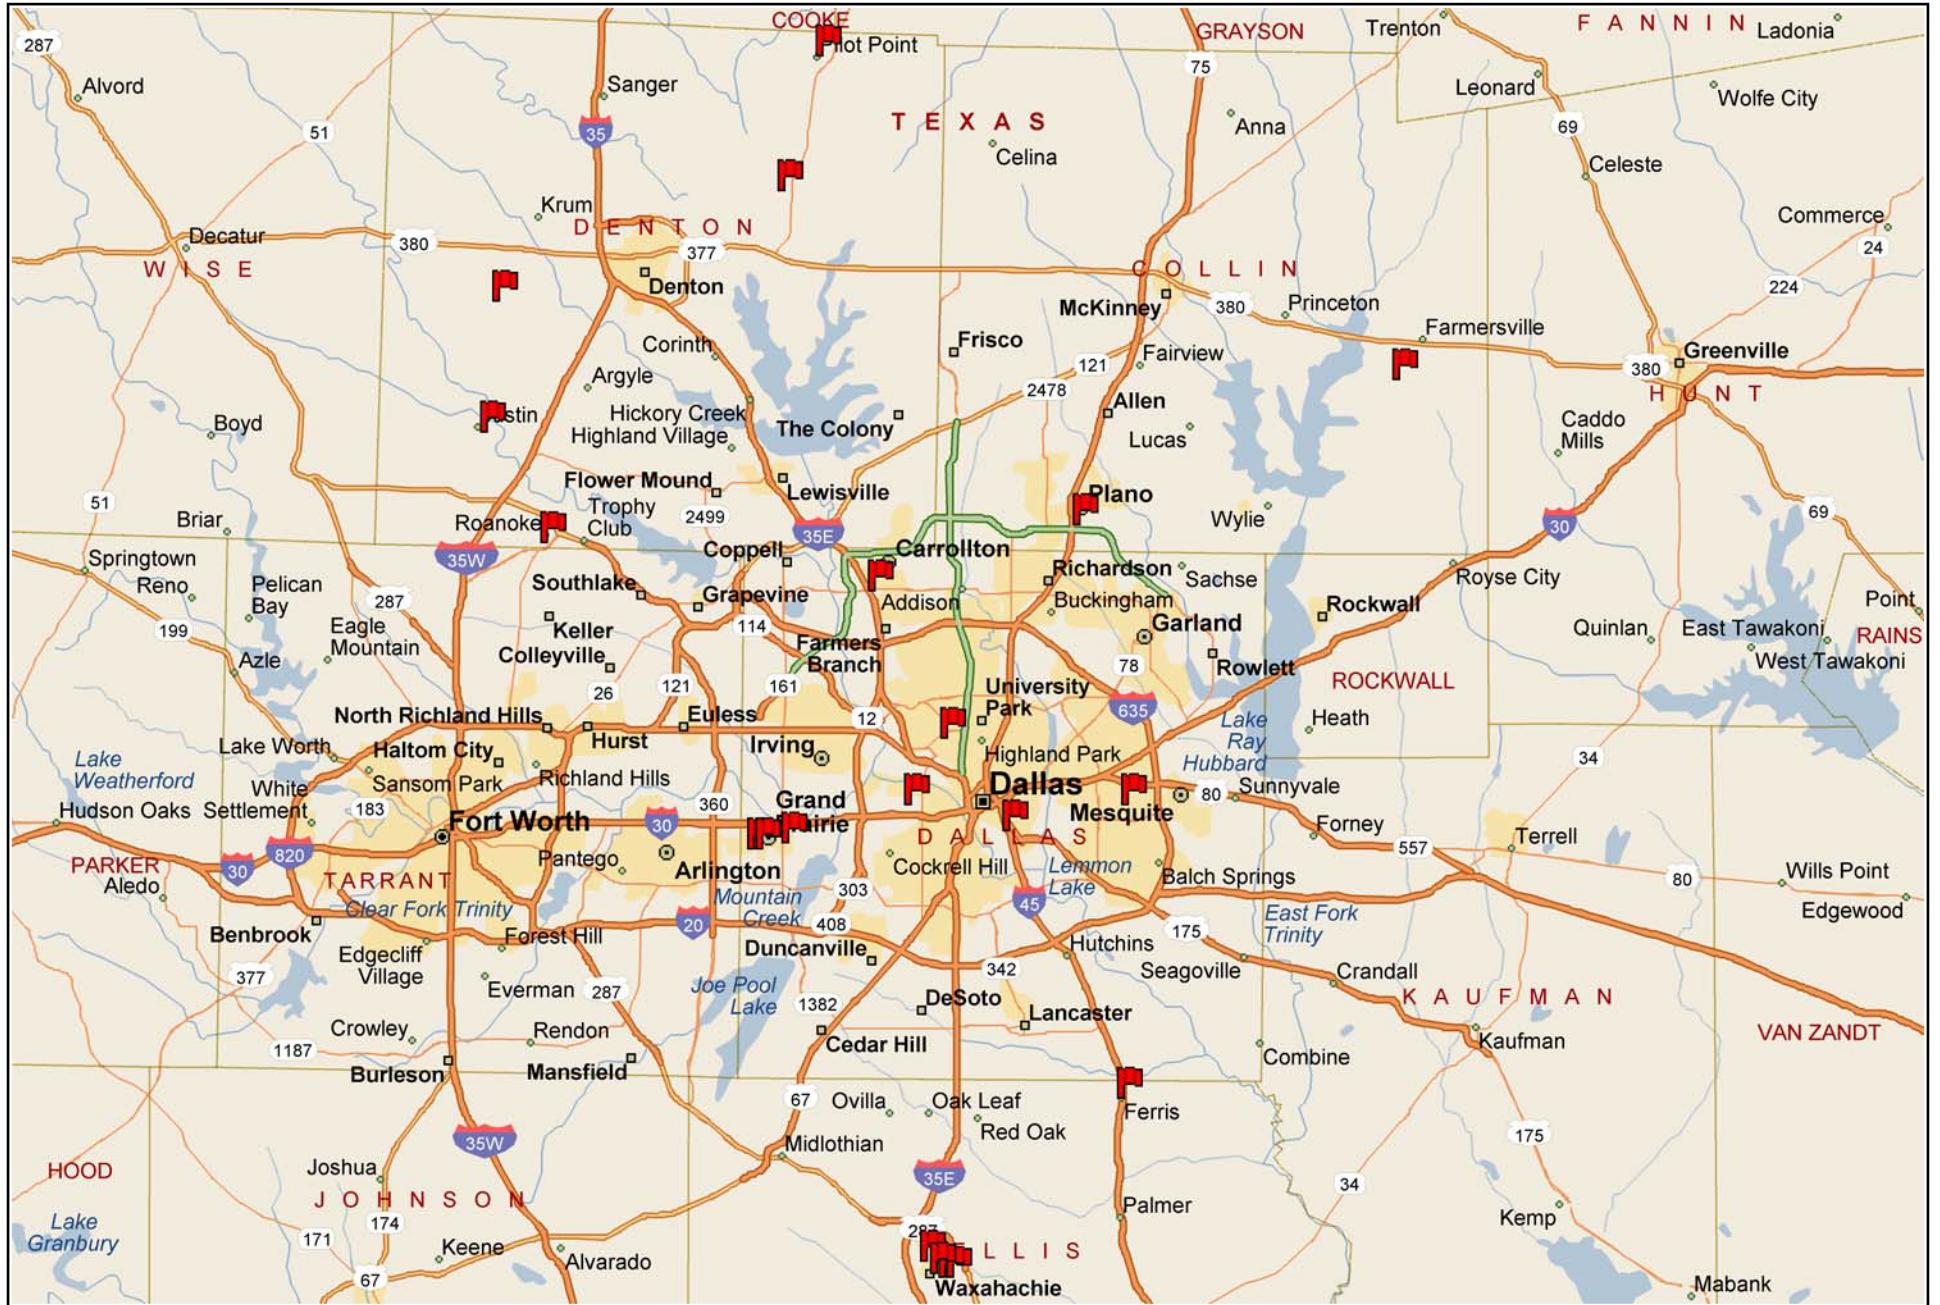 COOKE
GRAYSON
Trenton
FANNIN
Ladonia
287
Pilot Point
75
Alvord
Sanger
Leonard
Wolfe City
51
35
TEXAS
Anna
69
Celina
Celeste
Krum
DENTON
Commerce
Decatur
380
377
24
WISE
COLLIN
Denton
McKinney
380
Princeton
224
Farmersville
Corinth
Frisco
121
Fairview
Greenville
380
Argyle
2478
HUNT
Boyd
stin
Hickory Creek
Highland Village
The Colony
Allen
Lucas
Caddo
Mills
Flower Mound
Lewisville
Plano
51
Briar
Roanoke
Trophy
Club
2499
35E
Wylie
30
69
Springtown
35W
Coppell
Carrollton
Reno
Pelican
Bay
Southlake
Grapevine
Richardson
Sachse
Royse City
287
Addison
Buckingham
Rockwall
Point
199
Eagle
Mountain
Keller
114
Farmers
Branch
Garland
Quinlan
East Tawakoni
RAINS
Azle
Colleyville
78
Rowlett
West Tawakoni
26
121
161
University
Park
ROCKWALL
North Richland Hills
Euless
12
635
Lake
Ray
Hubbard
Heath
Lake Worth
Haltom City
Hurst
Irving
Highland Park
34
Lake
Weatherford
White
Settlement
Sansom Park
Richland Hills
Dallas
80
Sunnyvale
Hudson Oaks
183
360
Grand
airie
Mesquite
Fort Worth
30
DALLAS
Forney
Terrell
820
30
Pantego
Arlington
Cockrell Hill
Lemmon
Lake
557
PARKER
Aledo
TARRANT
Balch Springs
80
Wills Point
Clear Fork Trinity
Mountain
Creek
303
45
East Fork
Trinity
Edgewood
Benbrook
20
408
175
Forest Hill
Duncanville
Hutchins
Edgecliff
Village
377
Everman
287
Joe Pool
Lake
342
Seagoville
Crandall
1382
DeSoto
KAUFMAN
Crowley
Rendon
Lancaster
1187
Cedar Hill
Kaufman
VAN ZANDT
Burleson
Mansfield
Combine
67
Ovilla
Oak Leaf
Ferris
Red Oak
35W
Midlothian
175
HOOD
Joshua
35E
34
JOHNSON
Palmer
Kemp
Lake
Granbury
174
287
171
Keene
Alvarado
ELLIS
67
Waxahachie
Mabank